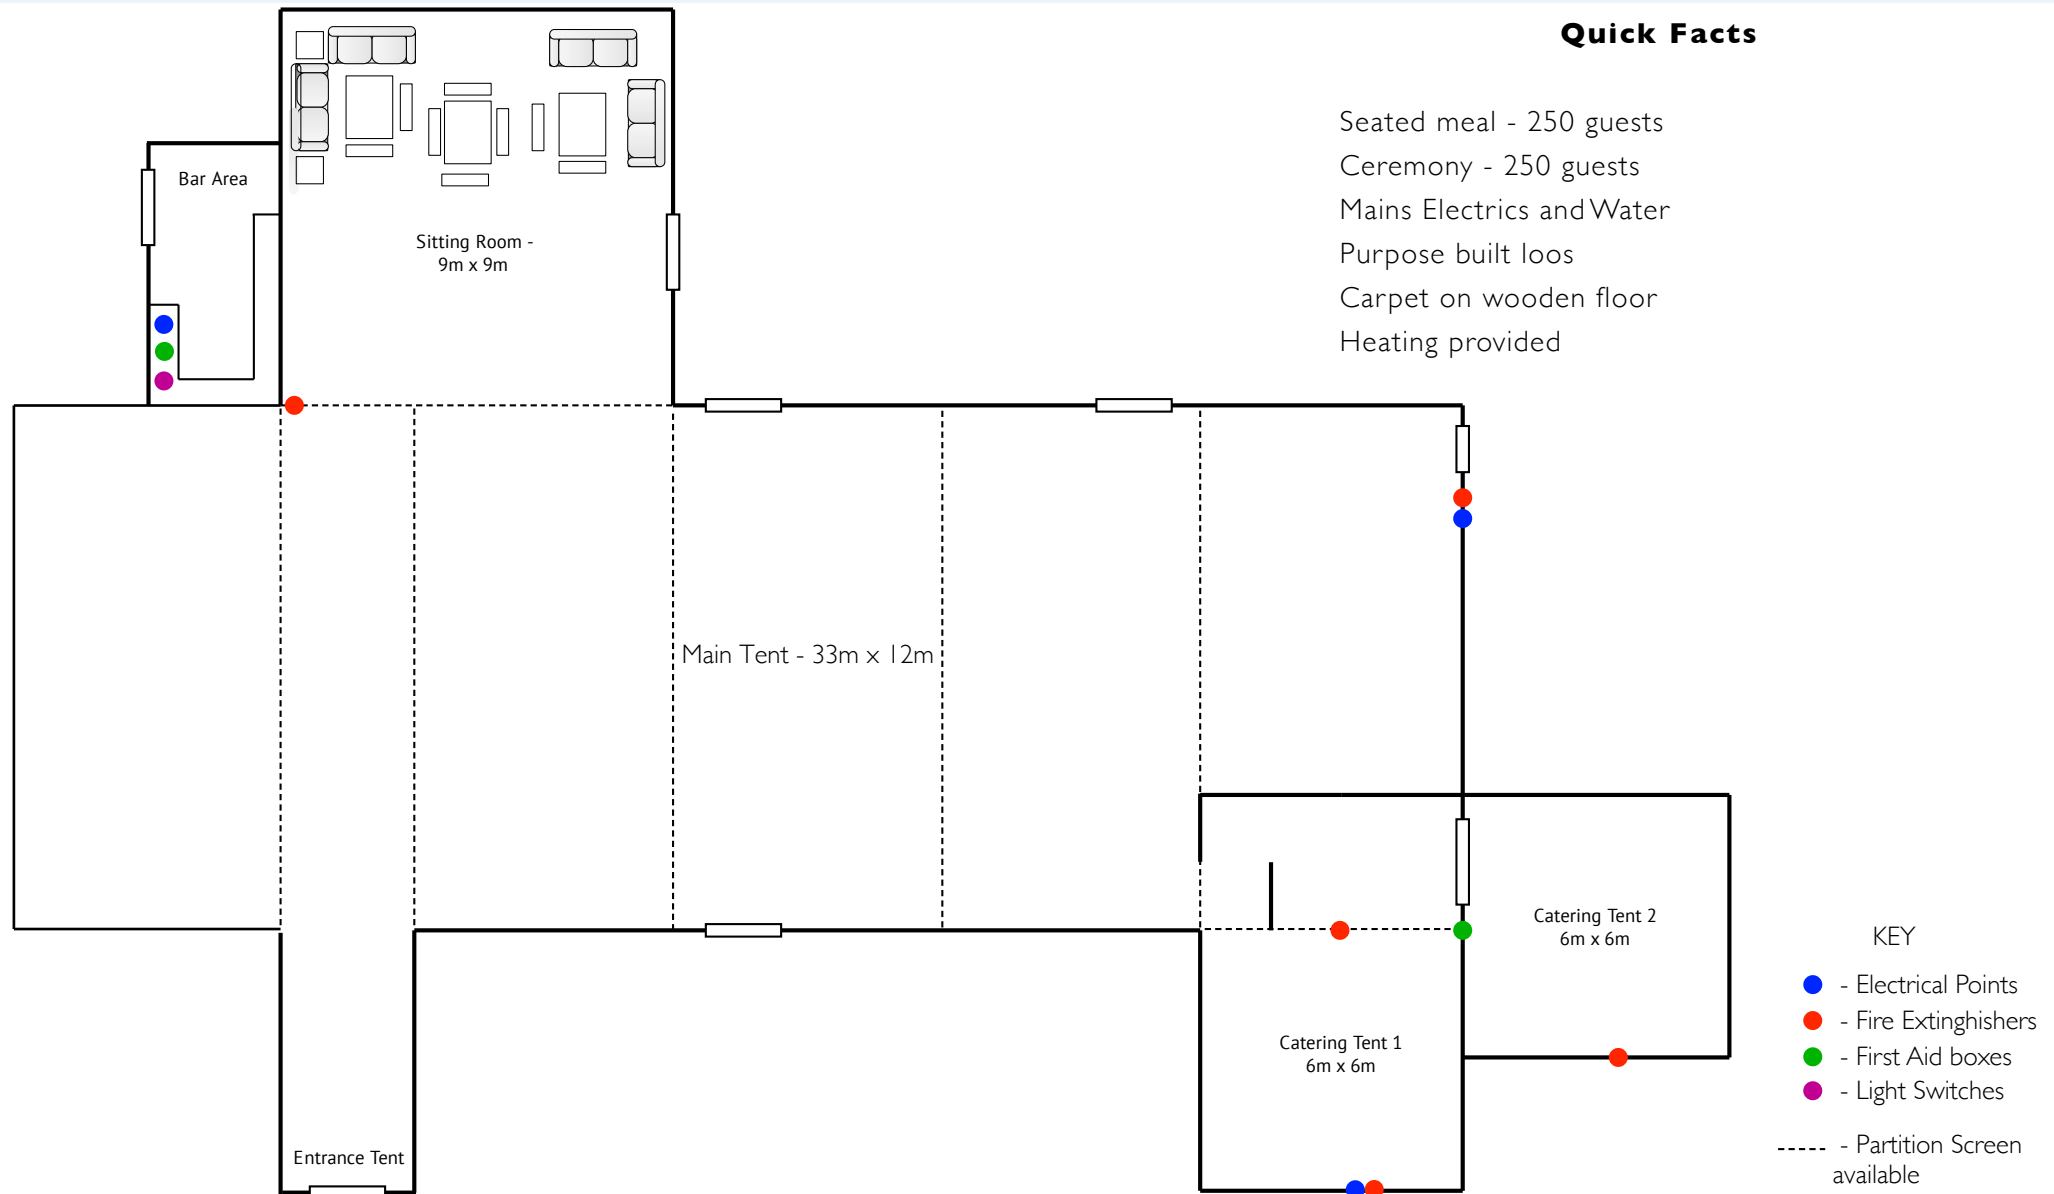 Quick Facts
Seated meal - 250 guests
Ceremony - 250 guests
Mains Electrics and Water
Purpose built loos
Carpet on wooden floor
Heating provided
Bar Area
Sitting Room -
9m x 9m
Main Tent - 33m x 12m
Catering Tent 2
6m x 6m
Catering Tent 1
6m x 6m
Entrance Tent
KEY
- Electrical Points
- Fire Extinghishers
- First Aid boxes
- Light Switches
- Partition Screen
available